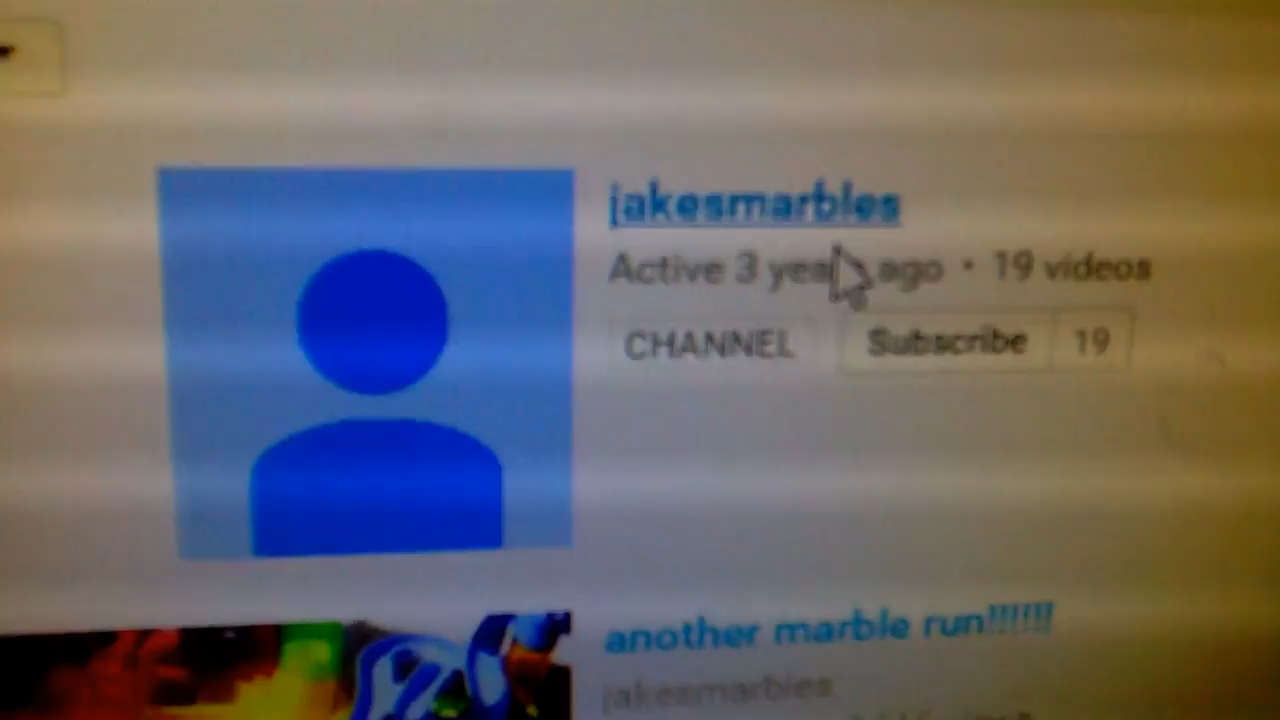 jakesmarbles
Active 3 years ago • 19 videos
CHANNEL Subscribe 19
another marble run!!!!!!
jakesmarbles